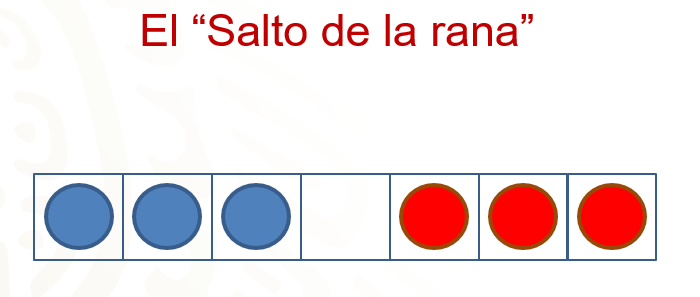 El “Salto de la rana”